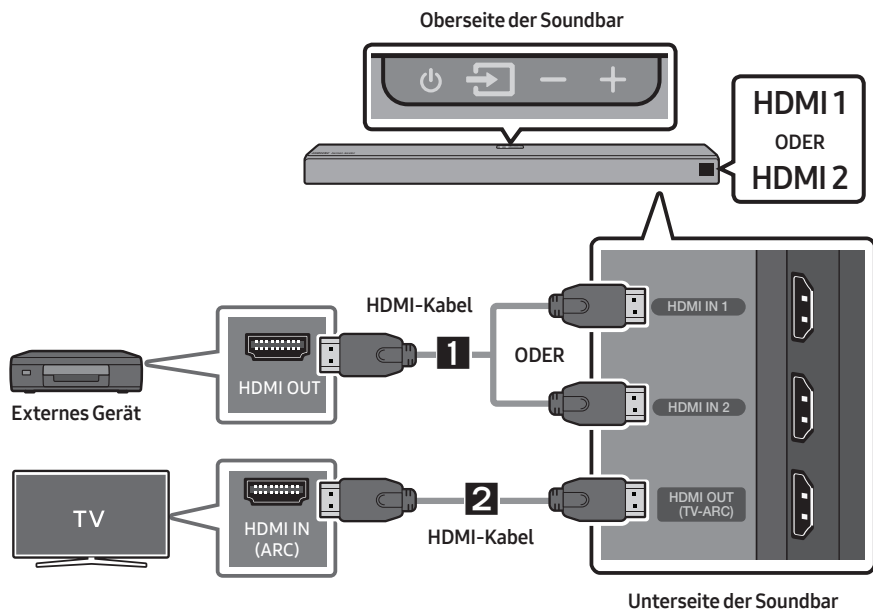 Oberseite der Soundbar
HDMI 1
ODER
HDMI 2
HDMI-Kabel
HDMI IN 1
1
ODER
HDMI OUT
Externes Gerät
HDMI IN 2
TV
HDMI IN
(ARC)
2
HDMI-Kabel
HDMI OUT
(TV-ARC)
Unterseite der Soundbar